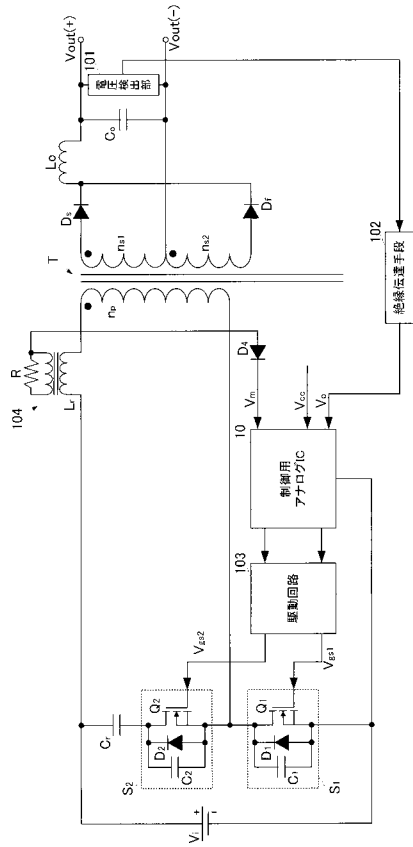 Vout(+)
Vout(-)
101
電圧検出部
Co
Lo
Ds
Df
T
ns1
ns2
np
102
絶縁伝達手段
R
104
Lr
D4
Vm
Vcc
Vo
10
制御用
アナログIC
103
駆動回路
Vgs2
Vgs1
Cr
Q2
D2
C2
S2
Q1
D1
C1
S1
Vi
+
-